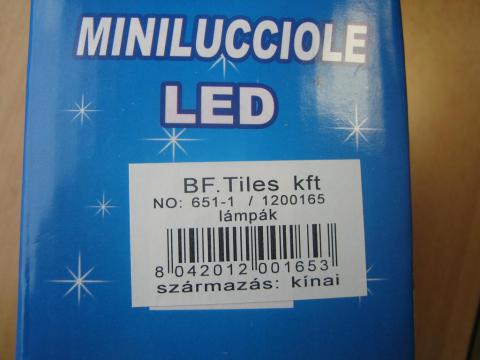 MINILUCCIOLE
LED
BF.Tiles kft
NO: 651-1 / 1200165
lámpák
8 042012 001653
származás: kínai